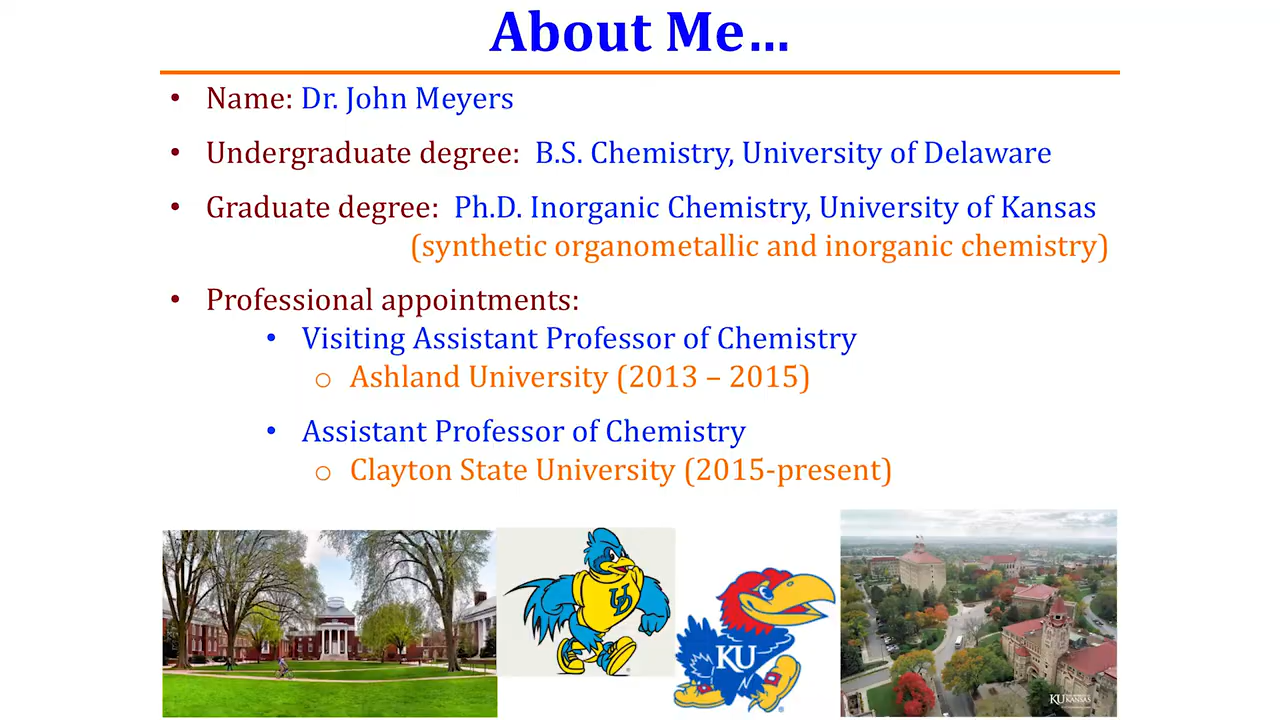 About Me…
• Name: Dr. John Meyers
• Undergraduate degree: B.S. Chemistry, University of Delaware
• Graduate degree: Ph.D. Inorganic Chemistry, University of Kansas
(synthetic organometallic and inorganic chemistry)
• Professional appointments:
• Visiting Assistant Professor of Chemistry
o Ashland University (2013 – 2015)
• Assistant Professor of Chemistry
o Clayton State University (2015-present)
UD
KU
KU KANSAS